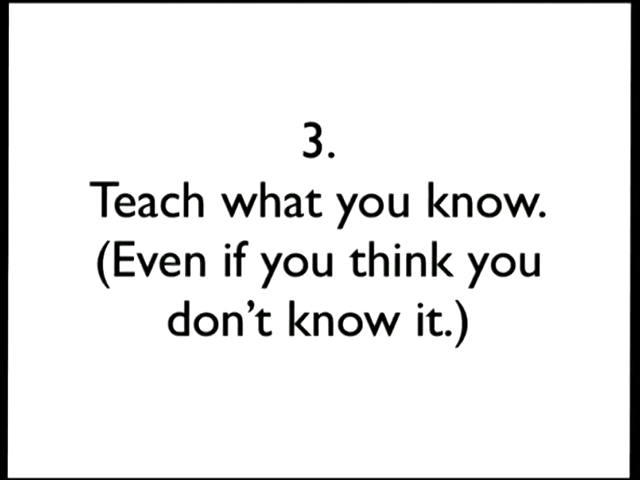 3.
Teach what you know.
(Even if you think you
don’t know it.)